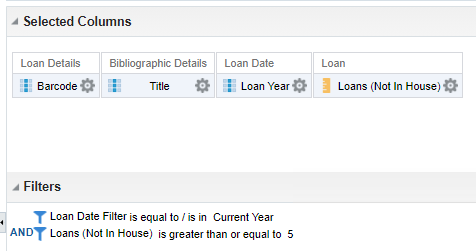 Selected Columns
Loan Details Bibliographic Details Loan Date Loan
Barcode Title Loan Year Loans (Not In House)
Filters
Loan Date Filter is equal to / is in Current Year
AND Loans (Not In House) is greater than or equal to 5